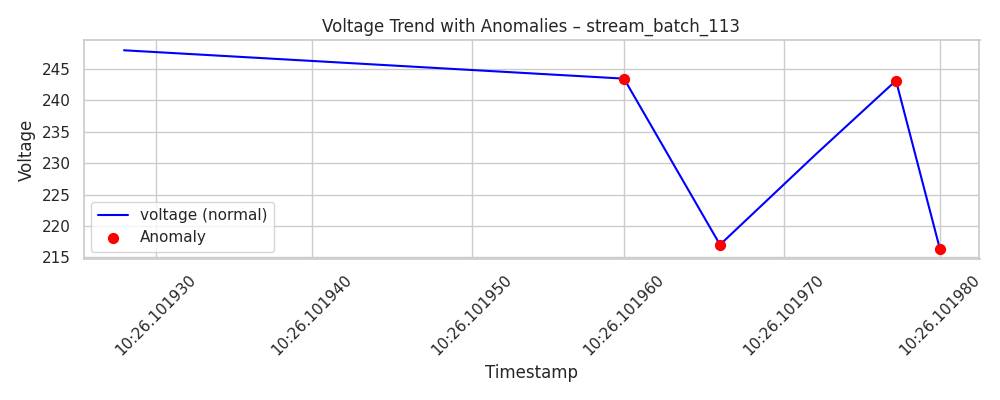 Voltage Trend with Anomalies – stream_batch_113
Voltage
245
240
235
230
225
220
215
voltage (normal)
Anomaly
10:26.101930
10:26.101940
10:26.101950
10:26.101960
10:26.101970
10:26.101980
Timestamp